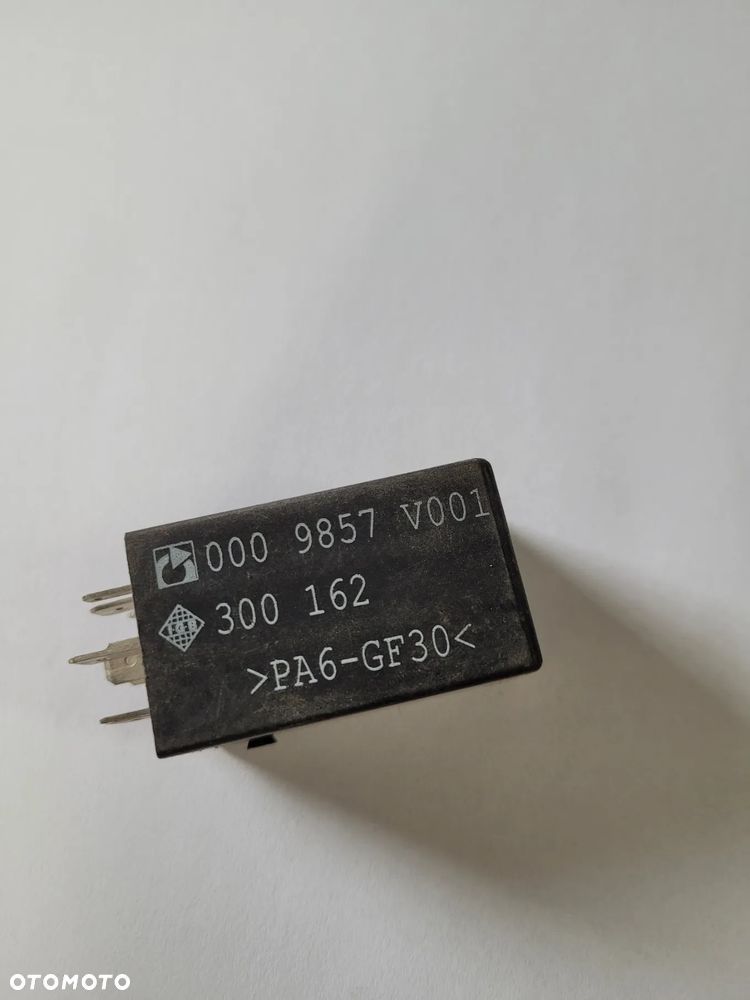 000 9857 V001
300 162
>PA6-GF30<
OTOMOTO